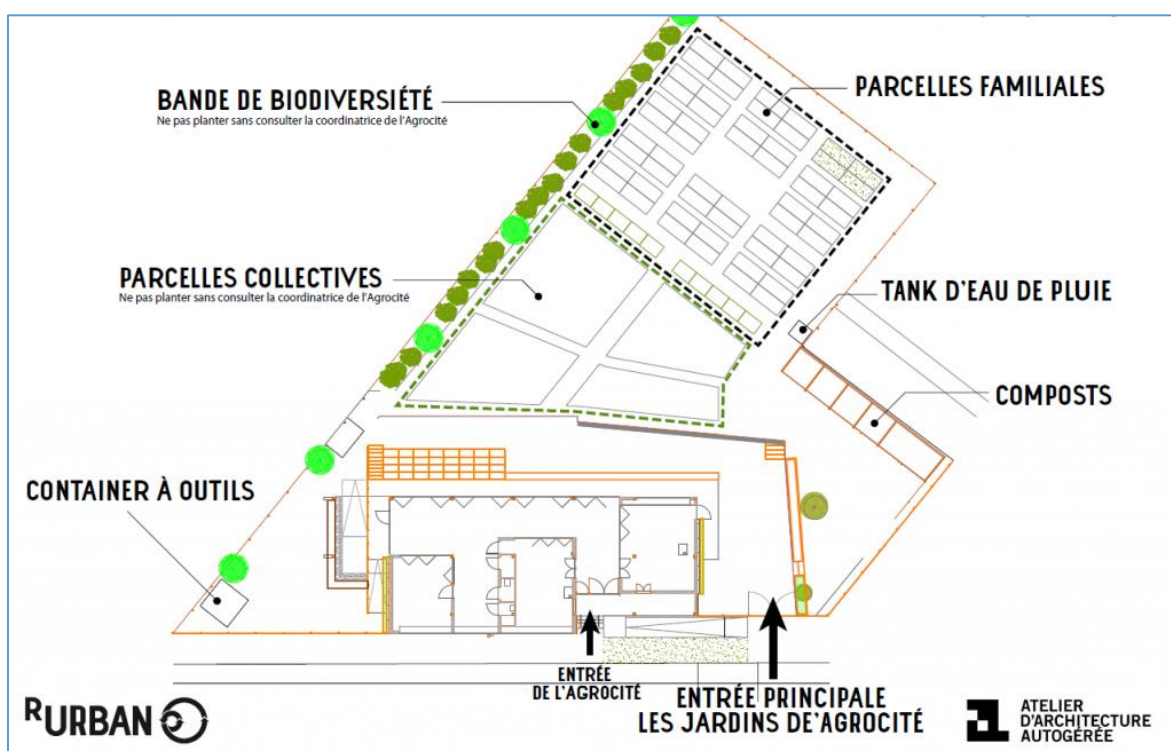 BANDE DE BIODIVERSIÉTÉ
Ne pas planter sans consulter la coordinatrice de l'Agrocité
PARCELLES FAMILIALES
PARCELLES COLLECTIVES
Ne pas planter sans consulter la coordinatrice de l'Agrocité
TANK D'EAU DE PLUIE
COMPOSTS
CONTAINER À OUTILS
ENTRÉE
DE L'AGROCITÉ
ENTRÉE PRINCIPALE
LES JARDINS DE'AGROCITÉ
RURBAN
ATELIER
D'ARCHITECTURE
AUTOGÉRÉE